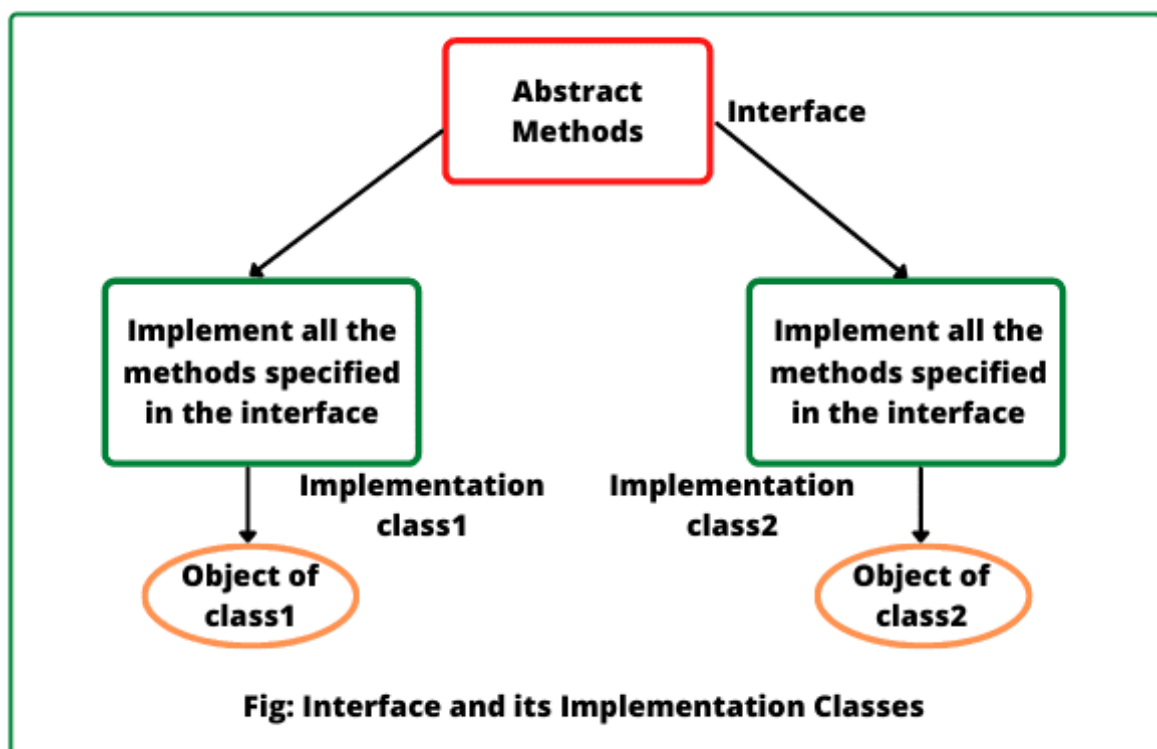 Abstract
Methods
Interface
Implement all the
methods specified
in the interface
Implement all the
methods specified
in the interface
Implementation
class1
Implementation
class2
Object of
class1
Object of
class2
Fig: Interface and its Implementation Classes